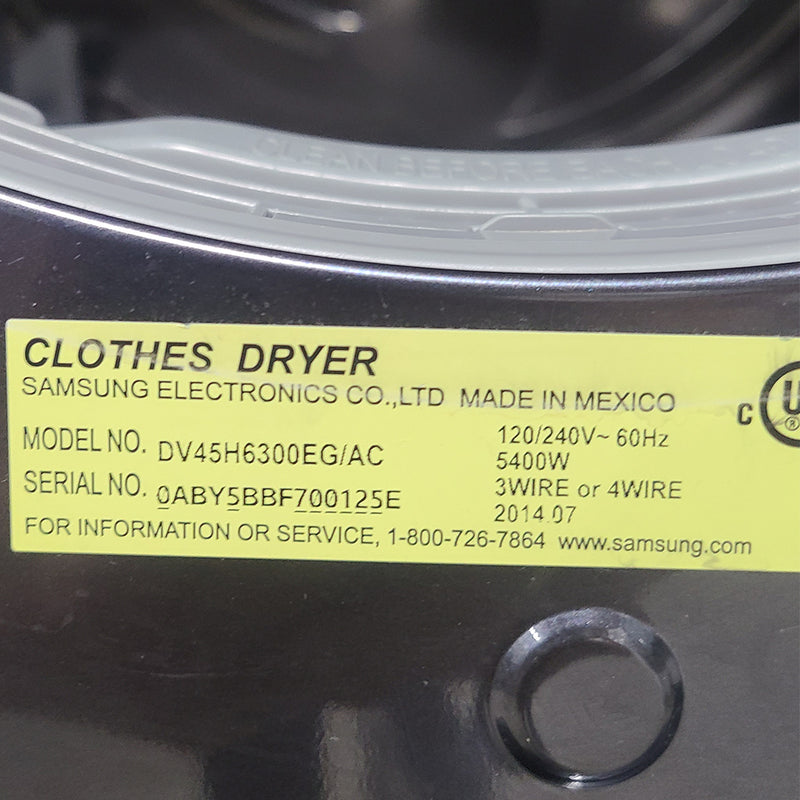 CLEAN BEFORE EACH LOAD
CLOTHES DRYER
SAMSUNG ELECTRONICS CO.,LTD MADE IN MEXICO
MODEL NO. DV45H6300EG/AC
SERIAL NO. 0ABY5BBF700125E
120/240V~ 60Hz
5400W
3WIRE or 4WIRE
2014.07
FOR INFORMATION OR SERVICE, 1-800-726-7864 www.samsung.com
C
U
®